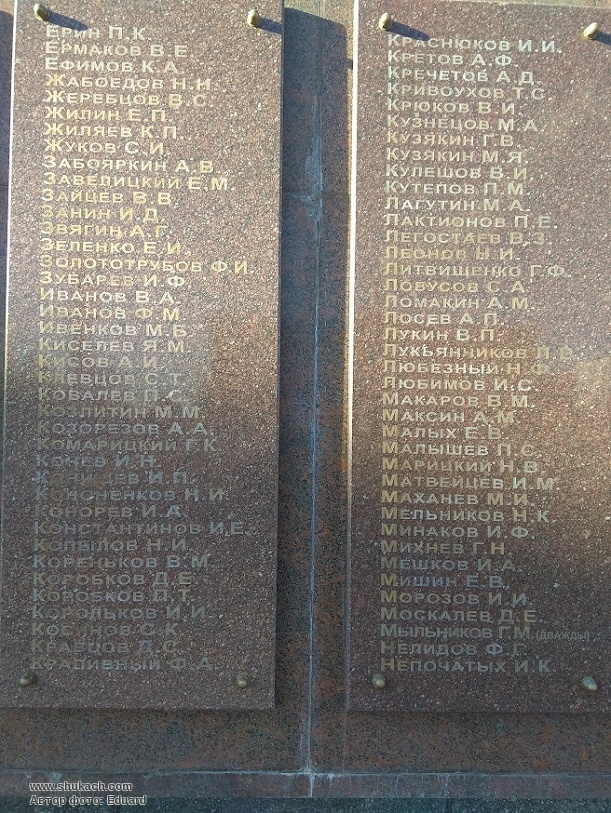 ЕРИН П.К.
ЕРМАКОВ В.Е.
ЕФИМОВ К.А.
ЖАБОЕДОВ Н.Н.
ЖЕРЕБЦОВ В.С.
ЖИЛИН Е.П.
ЖИЛЯЕВ К.П.
ЖУКОВ С.И.
ЗАБОЯРКИН А.В.
ЗАВЕЛИЦКИЙ Е.М.
ЗАЙЦЕВ В.В.
ЗАНИН И.Д.
ЗВЯГИН А.Г.
ЗЕЛЕНКО Е.И.
ЗОЛОТОТРУБОВ Ф.И.
ЗУБАРЕВ И.Ф.
ИВАНОВ В.А.
ИВАНОВ Ф.М.
ИВЕНКОВ М.Б.
КИСЕЛЕВ Я.М.
КИСОВ А.И.
КЛЕВЦОВ С.Т.
КОВАЛЕВ П.С.
КОЗЛИТИН М.М.
КОЗОРЕЗОВ А.А.
КОМАРИЦКИЙ Г.К.
КОНЕВ И.Н.
КОНИЩЕВ И.П.
КОНОНЕНКОВ Н.И.
КОНОРЕВ И.А.
КОНСТАНТИНОВ И.Е.
КОПЫЛОВ Н.И.
КОРЕНЬКОВ В.М.
КОРОБКОВ Д.Е.
КОРОБКОВ П.Т.
КОРОЛЬКОВ И.И.
С.К.
КРАВЦОВ Д.С.
КРАПИВНЫЙ Ф.А.
КРАСНЮКОВ И.И.
КРЕТОВ А.Ф.
КРЕЧЕТОВ А.Д.
КРИВОУХОВ Т.С.
КРЮКОВ В.И.
КУЗНЕЦОВ М.А.
КУЗЯКИН Г.В.
КУЗЯКИН М.Я.
КУЛЕШОВ В.И.
КУТЕПОВ П.М.
ЛАГУТИН М.А.
ЛАКТИОНОВ П.Е.
ЛЕГОСТАЕВ В.З.
ЛЕОНОВ Н.И.
ЛИТВИЩЕНКО Г.Ф.
ЛОВУСОВ С.А.
ЛОМАКИН А.М.
ЛОСЕВ А.П.
ЛУКИН В.П.
ЛУКЬЯНЧИКОВ П.В.
ЛЮБЕЗНЫЙ Н.Ф.
ЛЮБИМОВ И.С.
МАКАРОВ В.М.
МАКСИН А.М.
МАЛЫХ Е.В.
МАЛЫШЕВ П.С.
МАРИЦКИЙ Н.В.
МАТВЕЙЦЕВ И.М.
МАХАНЕВ М.И.
МЕЛЬНИКОВ Н.К.
МИНАКОВ И.Ф.
МИХНЕВ Г.Н.
МЕШКОВ И.А.
МИШИН Е.В.
МОРОЗОВ И.И.
МОСКАЛЕВ Д.Е.
МЫЛЬНИКОВ Г.М. (ДВАЖДЫ)
НЕЛИДОВ Ф.Г.
НЕПОЧАТЫХ И.К.
www.shukach.com
Автор фото: Eduard